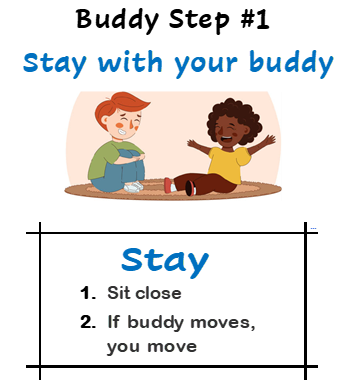 Buddy Step #1
Stay with your buddy
Stay
1. Sit close
2. If buddy moves,
you move